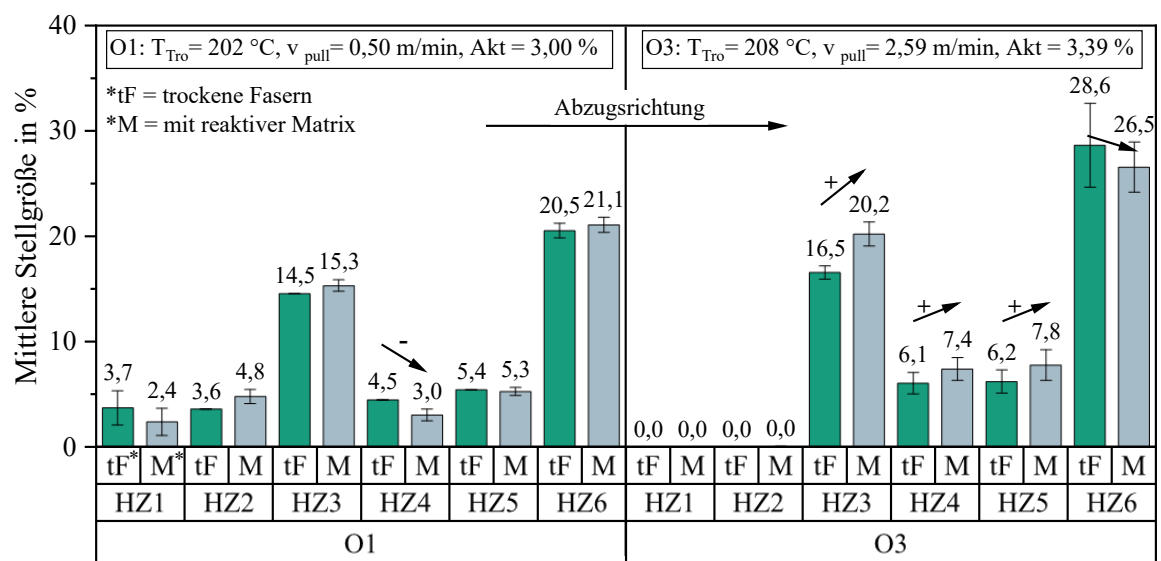 Mittlere Stellgröße in %
40
30
20
10
0
O1: T Tro = 202 °C, v pull = 0,50 m/min, Akt = 3,00 %
O3: T Tro = 208 °C, v pull = 2,59 m/min, Akt = 3,39 %
*tF = trockene Fasern
*M = mit reaktiver Matrix
Abzugsrichtung
3,7 2,4 3,6 4,8 14,5 15,3 4,5 - 3,0 5,4 5,3 20,5 21,1
0,0 0,0 0,0 0,0 16,5 + 20,2 6,1 + 7,4 6,2 + 7,8 28,6 26,5
tF* M* tF M tF M tF M tF M tF M tF M tF M tF M tF M tF M tF M
HZ1 HZ2 HZ3 HZ4 HZ5 HZ6 HZ1 HZ2 HZ3 HZ4 HZ5 HZ6
O1 O3